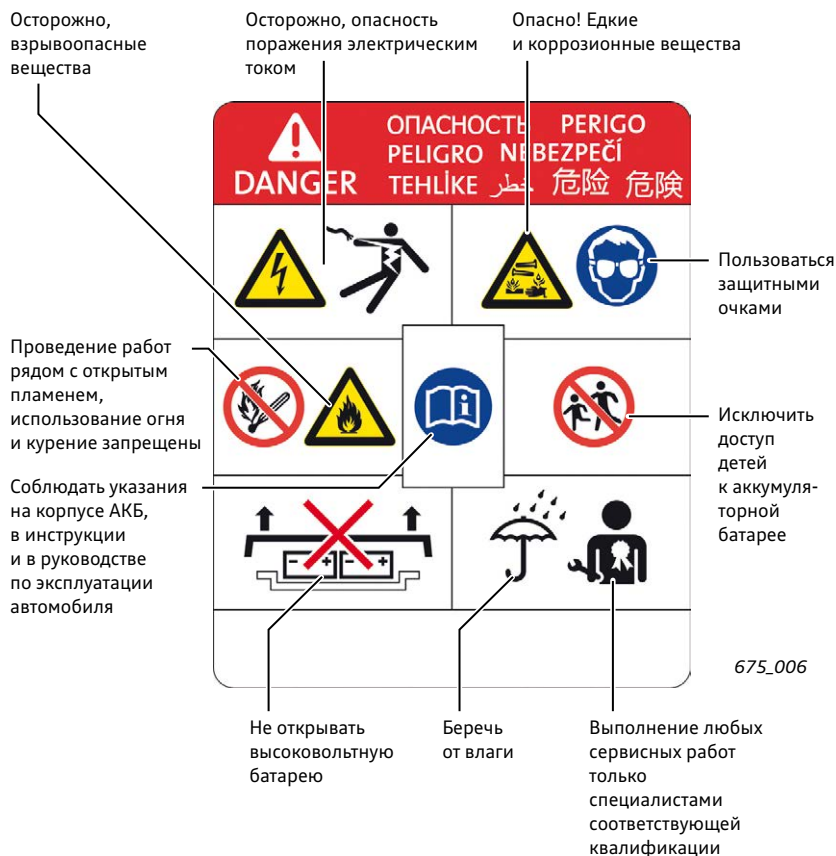 Осторожно,
взрывоопасные
вещества
Осторожно, опасность
поражения электрическим
током
Опасно! Едкие
и коррозионные вещества
DANGER
ОПАСНОСТЬ PERIGO
PELIGRO NEBEZPEČÍ
TEHLİKE خطر 危险 危険
Пользоваться
защитными
очками
Проведение работ
рядом с открытым
пламенем,
использование огня
и курение запрещены
Исключить
доступ
детей
к аккумуля-
торной
батарее
Соблюдать указания
на корпусе АКБ,
в инструкции
и в руководстве
по эксплуатации
автомобиля
675_006
Не открывать
высоковольтную
батарею
Беречь
от влаги
Выполнение любых
сервисных работ
только
специалистами
соответствующей
квалификации